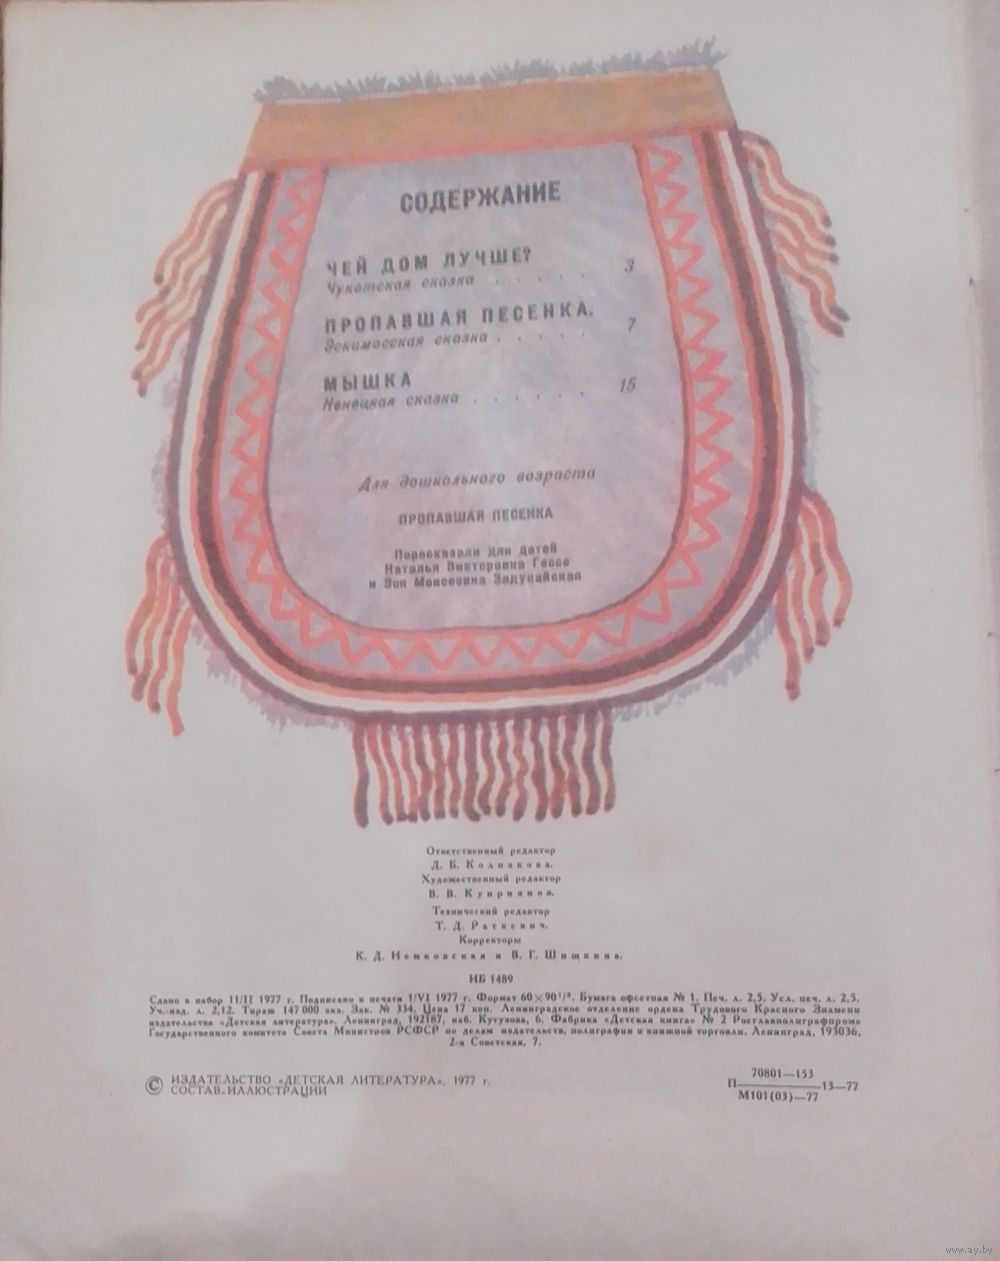 СОДЕРЖАНИЕ
ЧЕЙ ДОМ ЛУЧШЕ?
Чукотская сказка . . . . . 3
ПРОПАВШАЯ ПЕСЕНКА.
Эскимосская сказка . . . . . 7
МЫШКА
Ненецкая сказка . . . . . . 15
Для дошкольного возраста
ПРОПАВШАЯ ПЕСЕНКА
Пересказали для детей
Наталья Викторовна Гессе
и Зоя Моисеевна Задунайская
Ответственный редактор
Д. Б. Колпакова.
Художественный редактор
В. В. Куприянов.
Технический редактор
Т. Д. Раткевич.
Корректоры
К. Д. Немковская и В. Г. Шишкина.
ИБ 1489
Сдано в набор 11/II 1977 г. Подписано к печати 1/VI 1977 г. Формат 60×90 1/8. Бумага офсетная № 1. Печ. л. 2,5. Усл. печ. л. 2,5.
Уч.-изд. л. 2,12. Тираж 147 000 экз. Зак. № 334. Цена 17 коп. Ленинградское отделение ордена Трудового Красного Знамени
издательства «Детская литература». Ленинград, 192187, наб. Кутузова, 6. Фабрика «Детская книга» № 2 Росглавполиграфпрома
Государственного комитета Совета Министров РСФСР по делам издательств, полиграфии и книжной торговли. Ленинград, 193036,
2-я Советская, 7.
© ИЗДАТЕЛЬСТВО «ДЕТСКАЯ ЛИТЕРАТУРА», 1977 г.
СОСТАВ. ИЛЛЮСТРАЦИИ
70801—153
П 13—77
М101(03)—77
www.ay.by